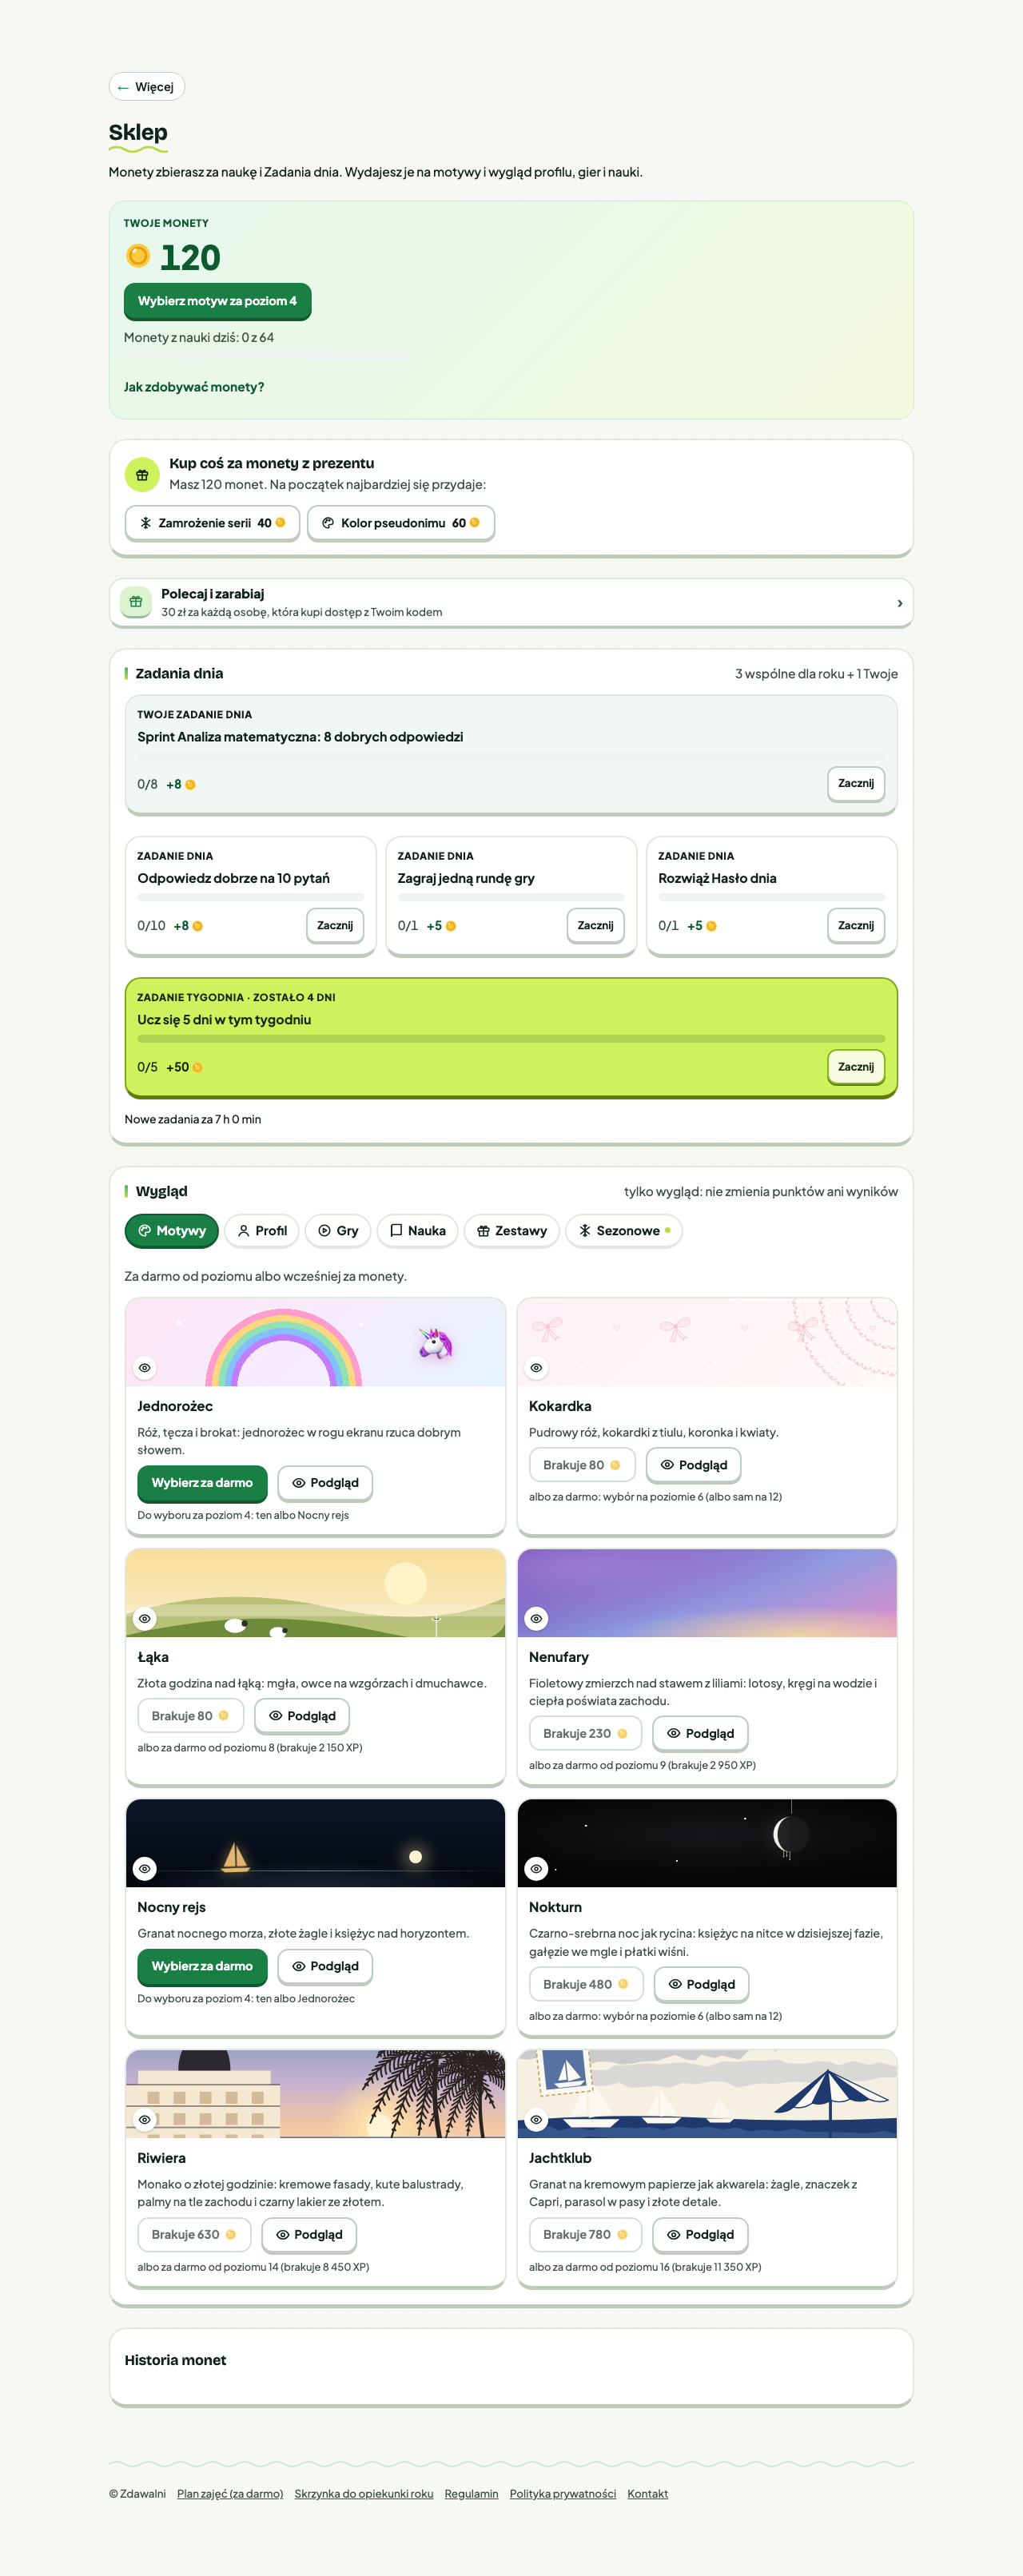 ← Więcej
Sklep
Monety zbierasz za naukę i Zadania dnia. Wydajesz je na motywy i wygląd profilu, gier i nauki.
TWOJE MONETY
120
Wybierz motyw za poziom 4
Monety z nauki dziś: 0 z 64
Jak zdobywać monety?
Kup coś za monety z prezentu
Masz 120 monet. Na początek najbardziej się przydaje:
Zamrożenie serii 40
Kolor pseudonimu 60
Polecaj i zarabiaj
30 zł za każdą osobę, która kupi dostęp z Twoim kodem
›
Zadania dnia
3 wspólne dla roku + 1 Twoje
TWOJE ZADANIE DNIA
Sprint Analiza matematyczna: 8 dobrych odpowiedzi
0/8 +8
Zacznij
ZADANIE DNIA
Odpowiedz dobrze na 10 pytań
0/10 +8
Zacznij
ZADANIE DNIA
Zagraj jedną rundę gry
0/1 +5
Zacznij
ZADANIE DNIA
Rozwiąż Hasło dnia
0/1 +5
Zacznij
ZADANIE TYGODNIA · ZOSTAŁO 4 DNI
Ucz się 5 dni w tym tygodniu
0/5 +50
Zacznij
Nowe zadania za 7 h 0 min
Wygląd
tylko wygląd: nie zmienia punktów ani wyników
Motywy
Profil
Gry
Nauka
Zestawy
Sezonowe
Za darmo od poziomu albo wcześniej za monety.
Jednorożec
Róż, tęcza i brokat: jednorożec w rogu ekranu rzuca dobrym
słowem.
Wybierz za darmo
Podgląd
Do wyboru za poziom 4: ten albo Nocny rejs
Kokardka
Pudrowy róż, kokardki z tiulu, koronka i kwiaty.
Brakuje 80
Podgląd
albo za darmo: wybór na poziomie 6 (albo sam na 12)
Łąka
Złota godzina nad łąką: mgła, owce na wzgórzach i dmuchawce.
Brakuje 80
Podgląd
albo za darmo od poziomu 8 (brakuje 2 150 XP)
Nenufary
Fioletowy zmierzch nad stawem z liliami: lotosy, kręgi na wodzie i
ciepła poświata zachodu.
Brakuje 230
Podgląd
albo za darmo od poziomu 9 (brakuje 2 950 XP)
Nocny rejs
Granat nocnego morza, złote żagle i księżyc nad horyzontem.
Wybierz za darmo
Podgląd
Do wyboru za poziom 4: ten albo Jednorożec
Nokturn
Czarno-srebrna noc jak rycina: księżyc na nitce w dzisiejszej fazie,
gałęzie we mgle i płatki wiśni.
Brakuje 480
Podgląd
albo za darmo: wybór na poziomie 6 (albo sam na 12)
Riwiera
Monako o złotej godzinie: kremowe fasady, kute balustrady,
palmy na tle zachodu i czarny lakier ze złotem.
Brakuje 630
Podgląd
albo za darmo od poziomu 14 (brakuje 8 450 XP)
Jachtklub
Granat na kremowym papierze jak akwarela: żagle, znaczek z
Capri, parasol w pasy i złote detale.
Brakuje 780
Podgląd
albo za darmo od poziomu 16 (brakuje 11 350 XP)
Historia monet
© Zdawalni Plan zajęć (za darmo) Skrzynka do opiekunki roku Regulamin Polityka prywatności Kontakt